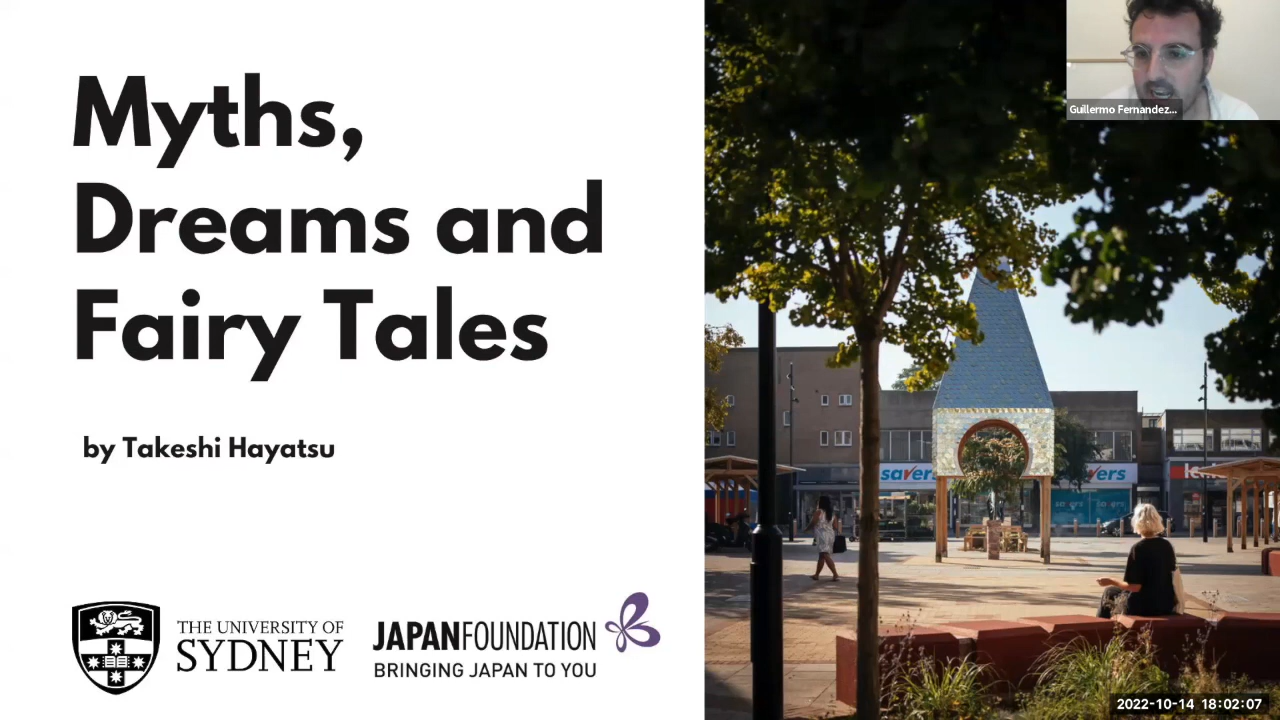 Myths,
Dreams and
Fairy Tales
by Takeshi Hayatsu
THE UNIVERSITY OF
SYDNEY
JAPANFOUNDATION
BRINGING JAPAN TO YOU
Guillermo Fernandez...
savers
2022-10-14 18:02:07